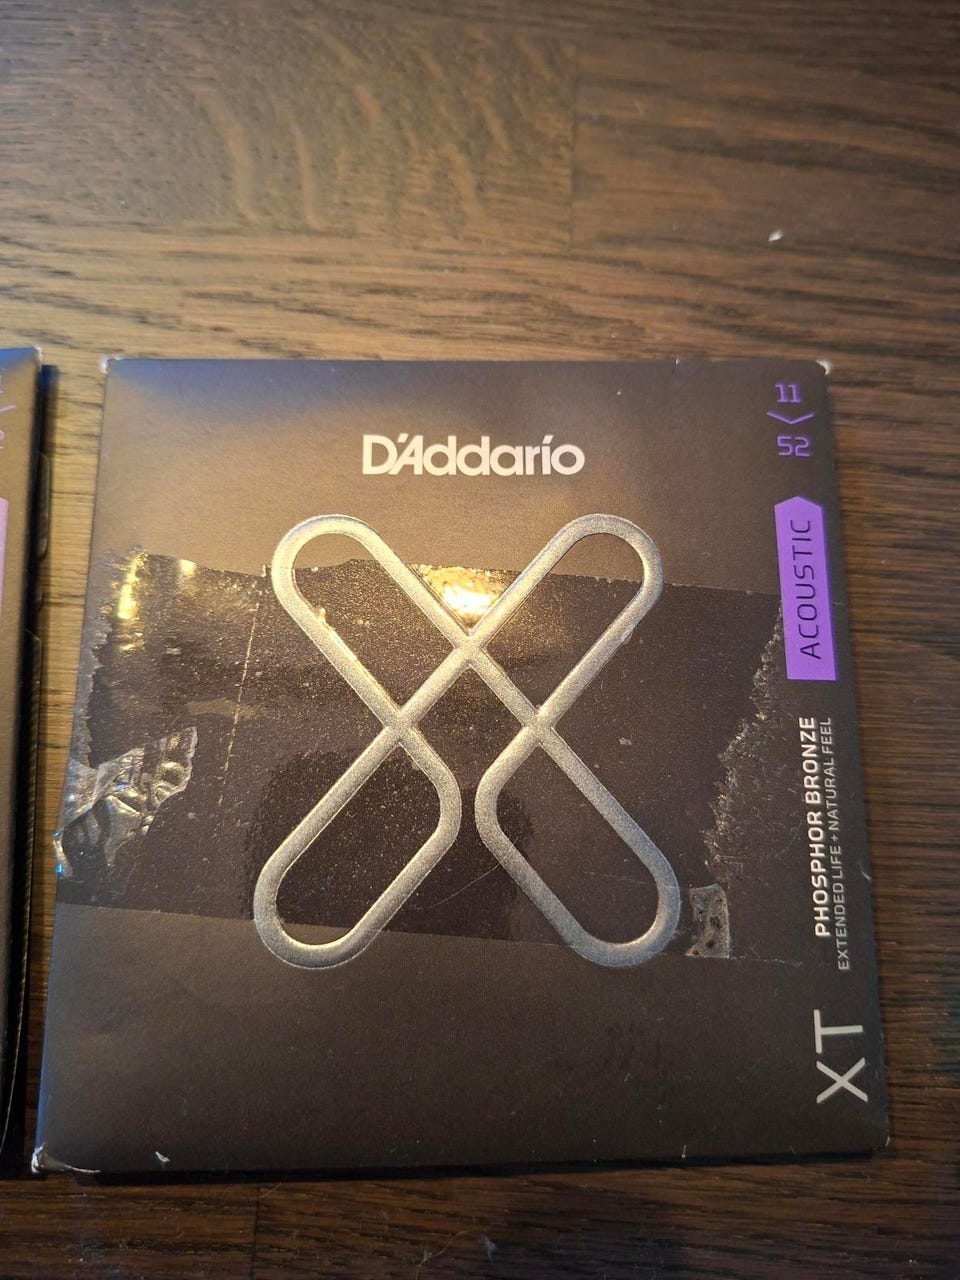 D'Addario
11
52
ACOUSTIC
PHOSPHOR BRONZE
EXTENDED LIFE + NATURAL FEEL
XT